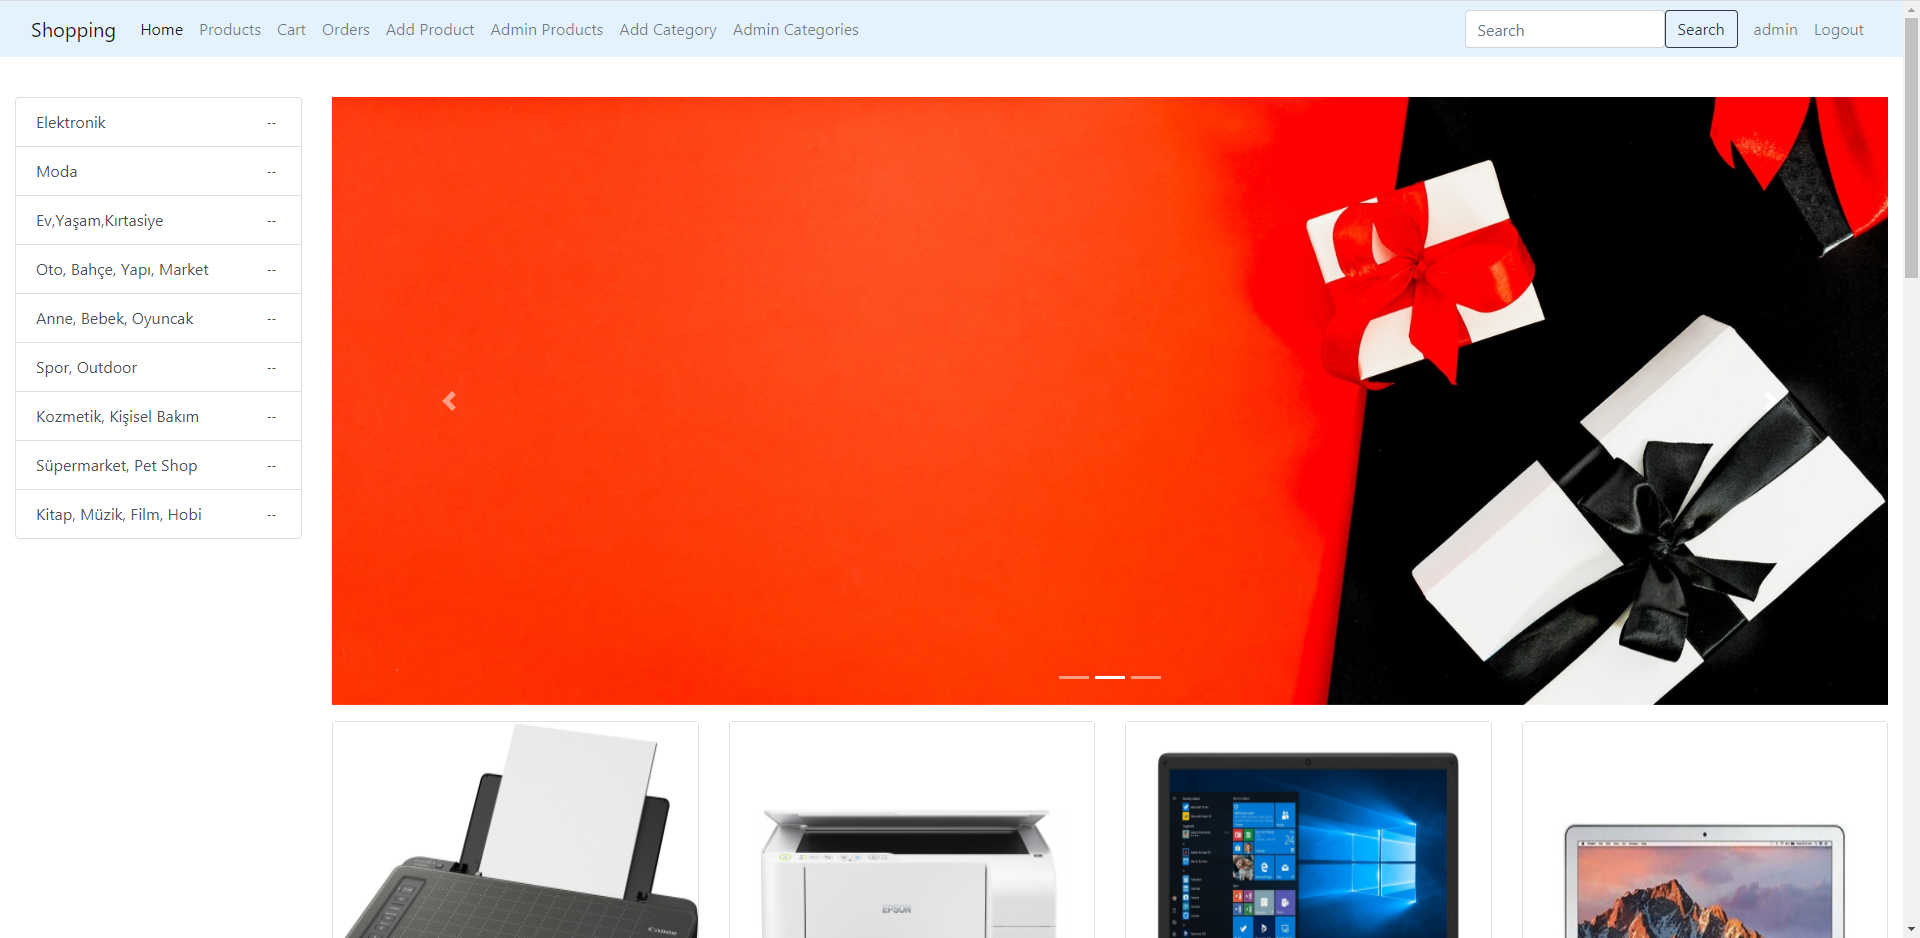 Shopping Home Products Cart Orders Add Product Admin Products Add Category Admin Categories Search Search admin Logout
Elektronik --
Moda --
Ev,Yaşam,Kırtasiye --
Oto, Bahçe, Yapı, Market --
Anne, Bebek, Oyuncak --
Spor, Outdoor --
Kozmetik, Kişisel Bakım --
Süpermarket, Pet Shop --
Kitap, Müzik, Film, Hobi --
Canon
EPSON